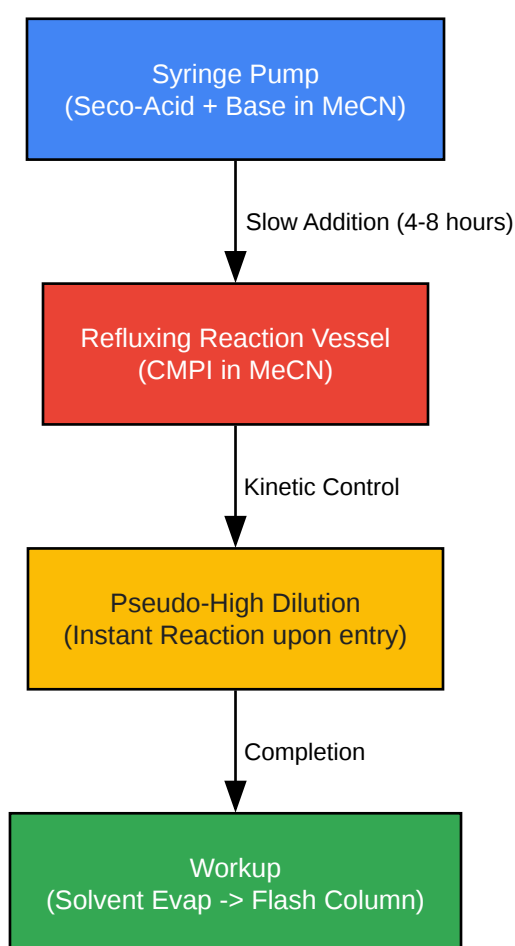 Syringe Pump
(Seco-Acid + Base in MeCN)
Slow Addition (4-8 hours)
Refluxing Reaction Vessel
(CMPI in MeCN)
Kinetic Control
Pseudo-High Dilution
(Instant Reaction upon entry)
Completion
Workup
(Solvent Evap -> Flash Column)